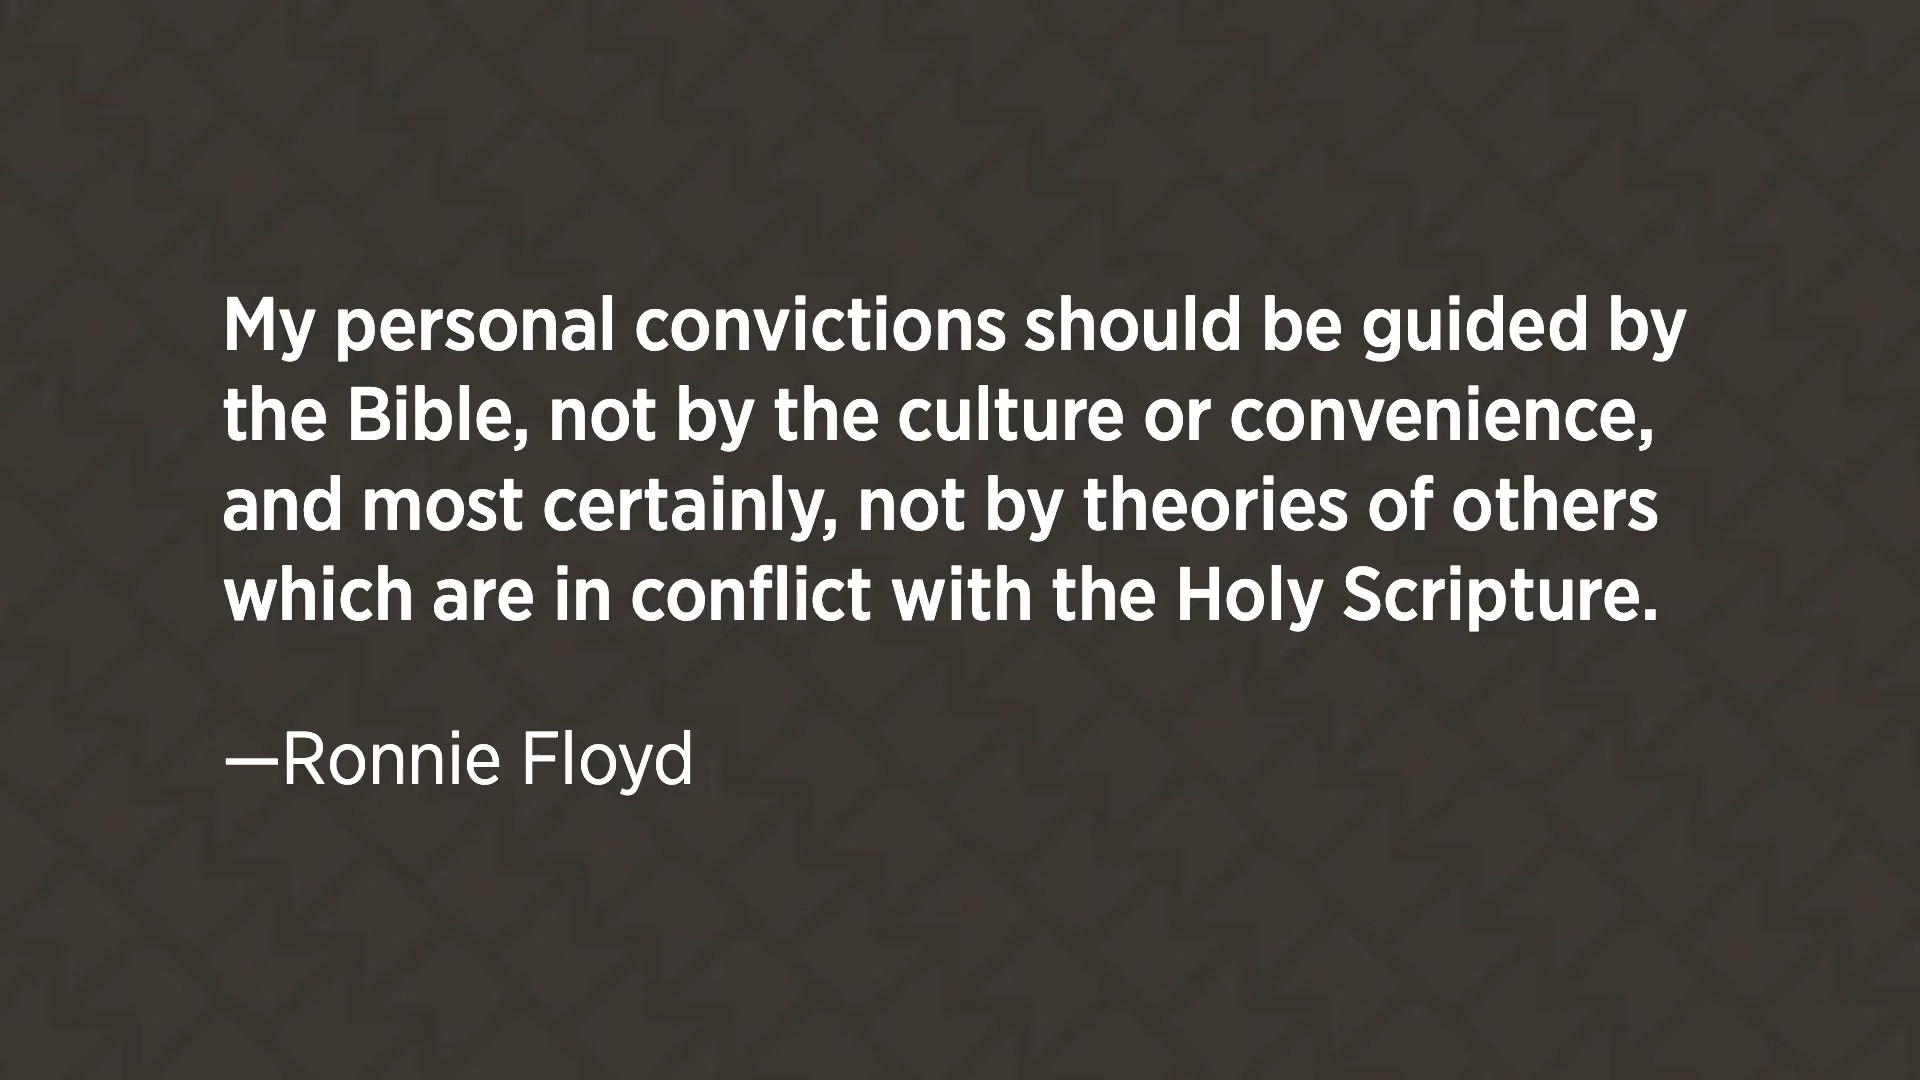 My personal convictions should be guided by
the Bible, not by the culture or convenience,
and most certainly, not by theories of others
which are in conflict with the Holy Scripture.
—Ronnie Floyd